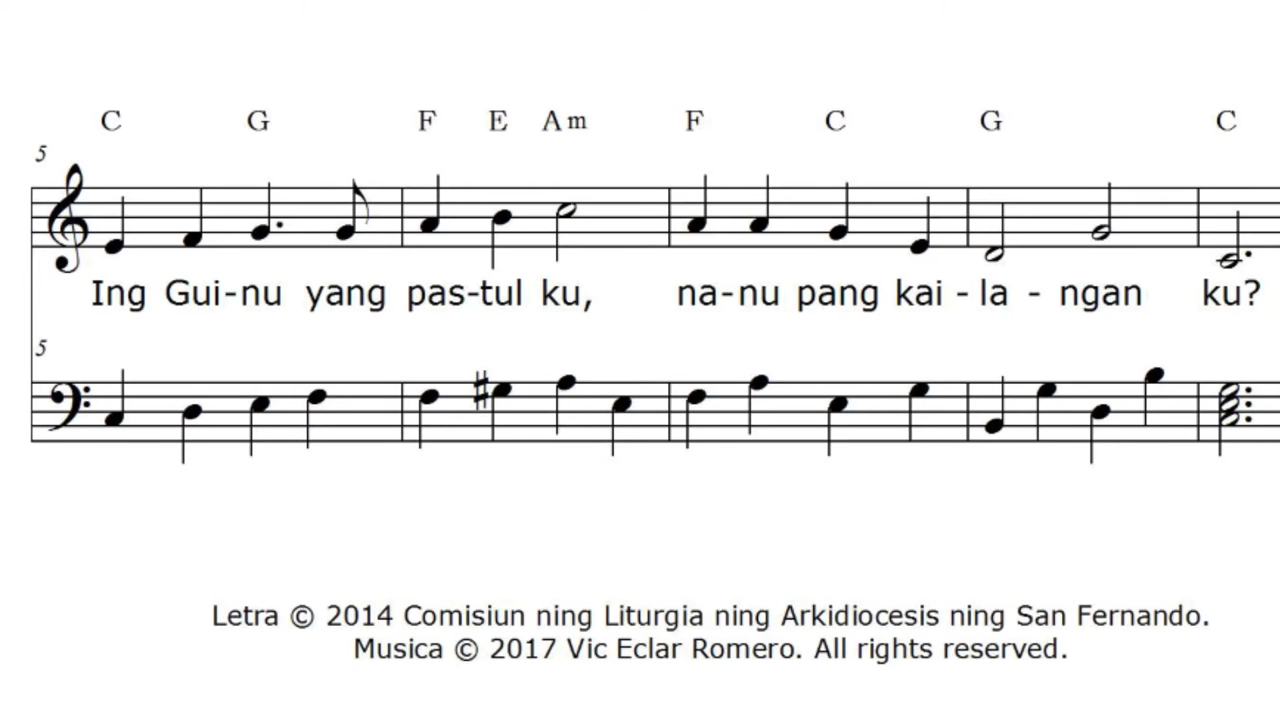 C G F E Am F C G C
5
Ing Gui-nu yang pas-tul ku, na-nu pang kai - la - ngan ku?
5
Letra © 2014 Comisiun ning Liturgia ning Arkidiocesis ning San Fernando.
Musica © 2017 Vic Eclar Romero. All rights reserved.